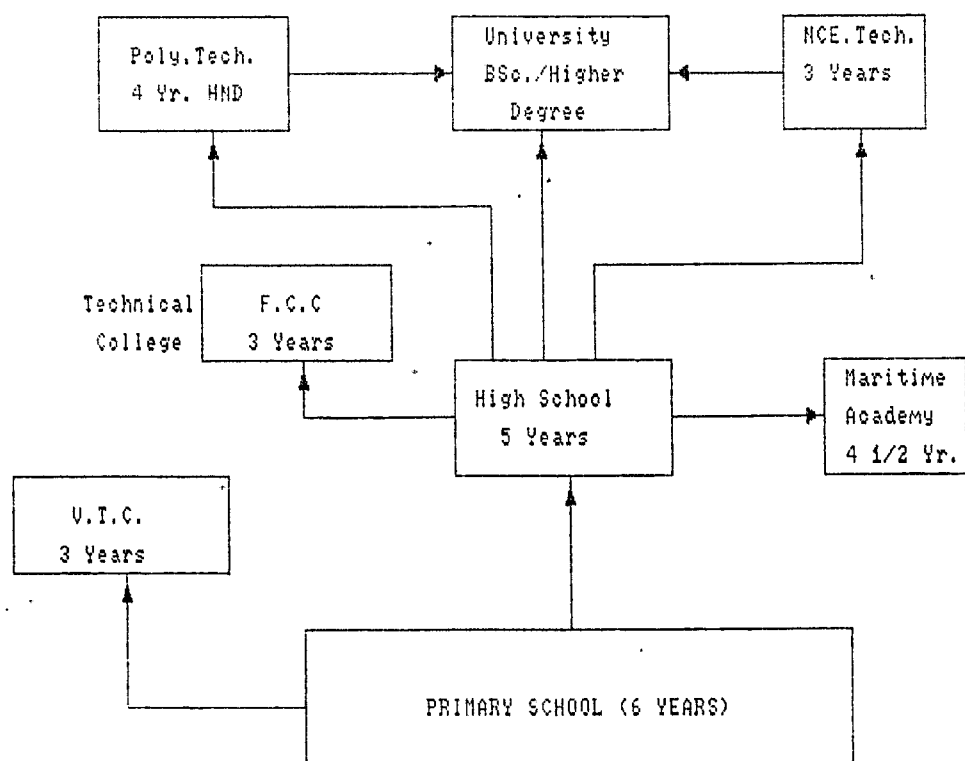 Poly.Tech.
4 Yr. HND
University
BSc./Higher
Degree
NCE.Tech.
3 Years
Technical
College
F.C.C
3 Years
High School
5 Years
Maritime
Academy
4 1/2 Yr.
V.T.C.
3 Years
PRIMARY SCHOOL (6 YEARS)